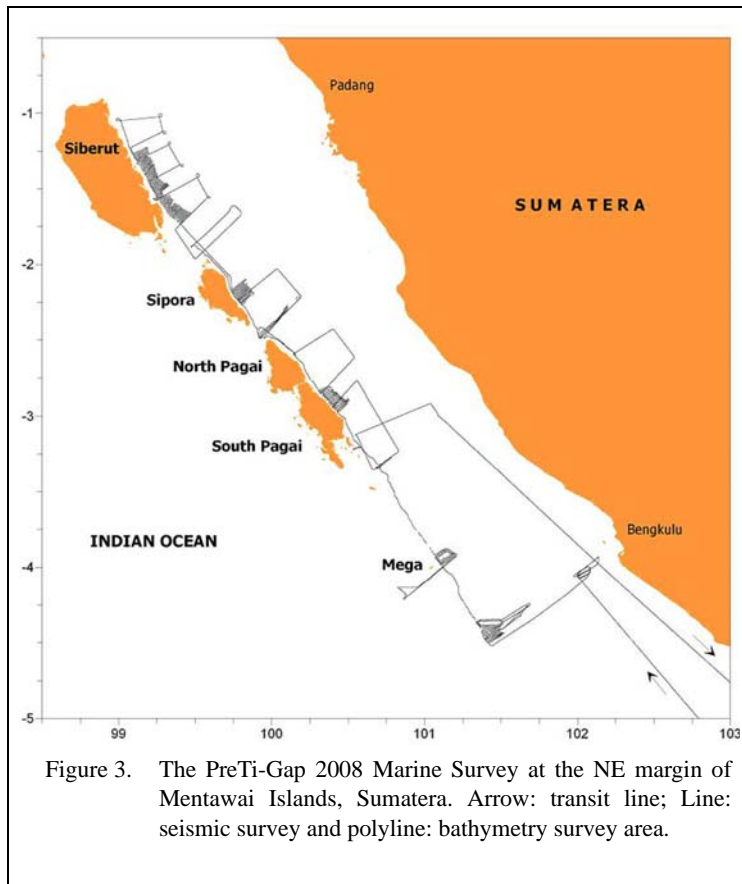 Padang
-1
Siberut
SUMATERA
-2
Sipora
North Pagai
-3
South Pagai
Bengkulu
INDIAN OCEAN
-4
Mega
-5
99 100 101 102 103
Figure 3. The PreTi-Gap 2008 Marine Survey at the NE margin of
Mentawai Islands, Sumatera. Arrow: transit line; Line:
seismic survey and polyline: bathymetry survey area.